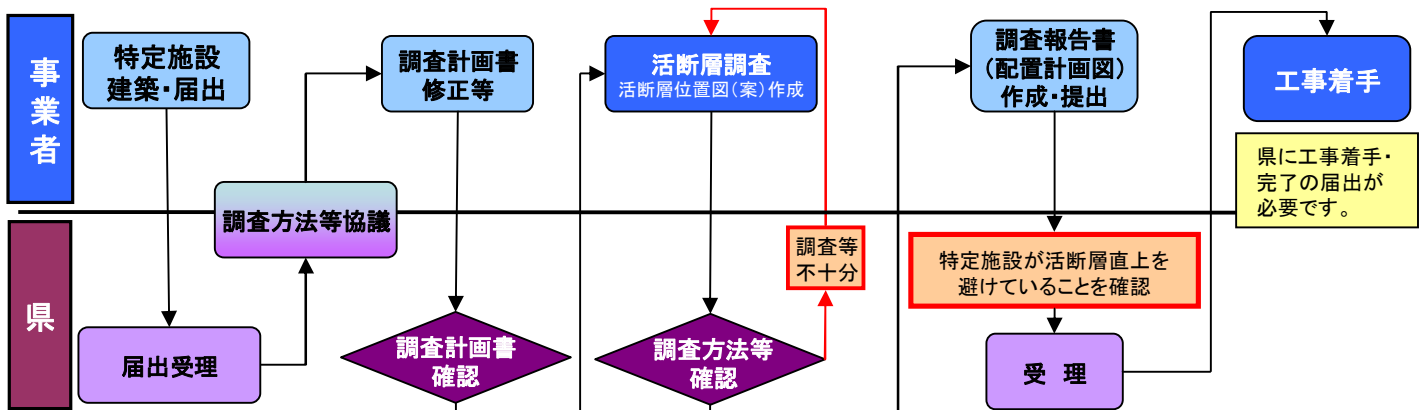 事業者
特定施設
建築・届出
調査計画書
修正等
活断層調査
活断層位置図(案)作成
調査報告書
(配置計画図)
作成・提出
工事着手
県に工事着手・
完了の届出が
必要です。
調査方法等協議
調査等
不十分
特定施設が活断層直上を
避けていることを確認
県
届出受理
調査計画書
確認
調査方法等
確認
受 理